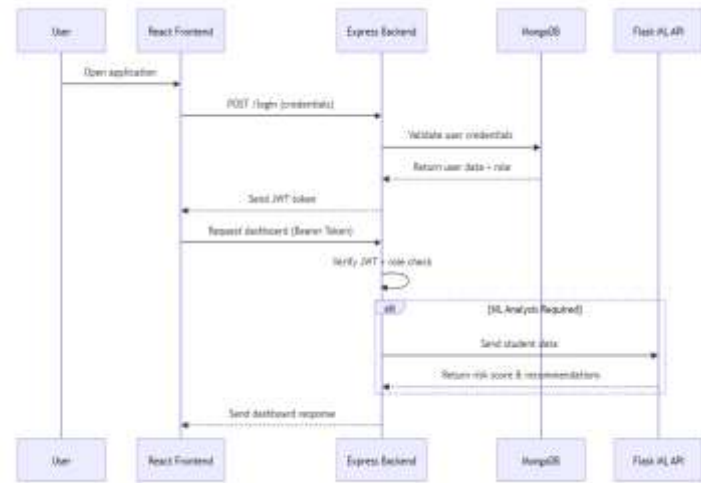 User
React Frontend
Express Backend
MongoDB
Flask ML API
Open application
POST /login (credentials)
Validate user credentials
Return user data + role
Send JWT token
Request dashboard (Bearer Token)
Verify JWT + role check
alt
[ML Analysis Required]
Send student data
Return risk score & recommendations
Send dashboard response
User
React Frontend
Express Backend
MongoDB
Flask ML API